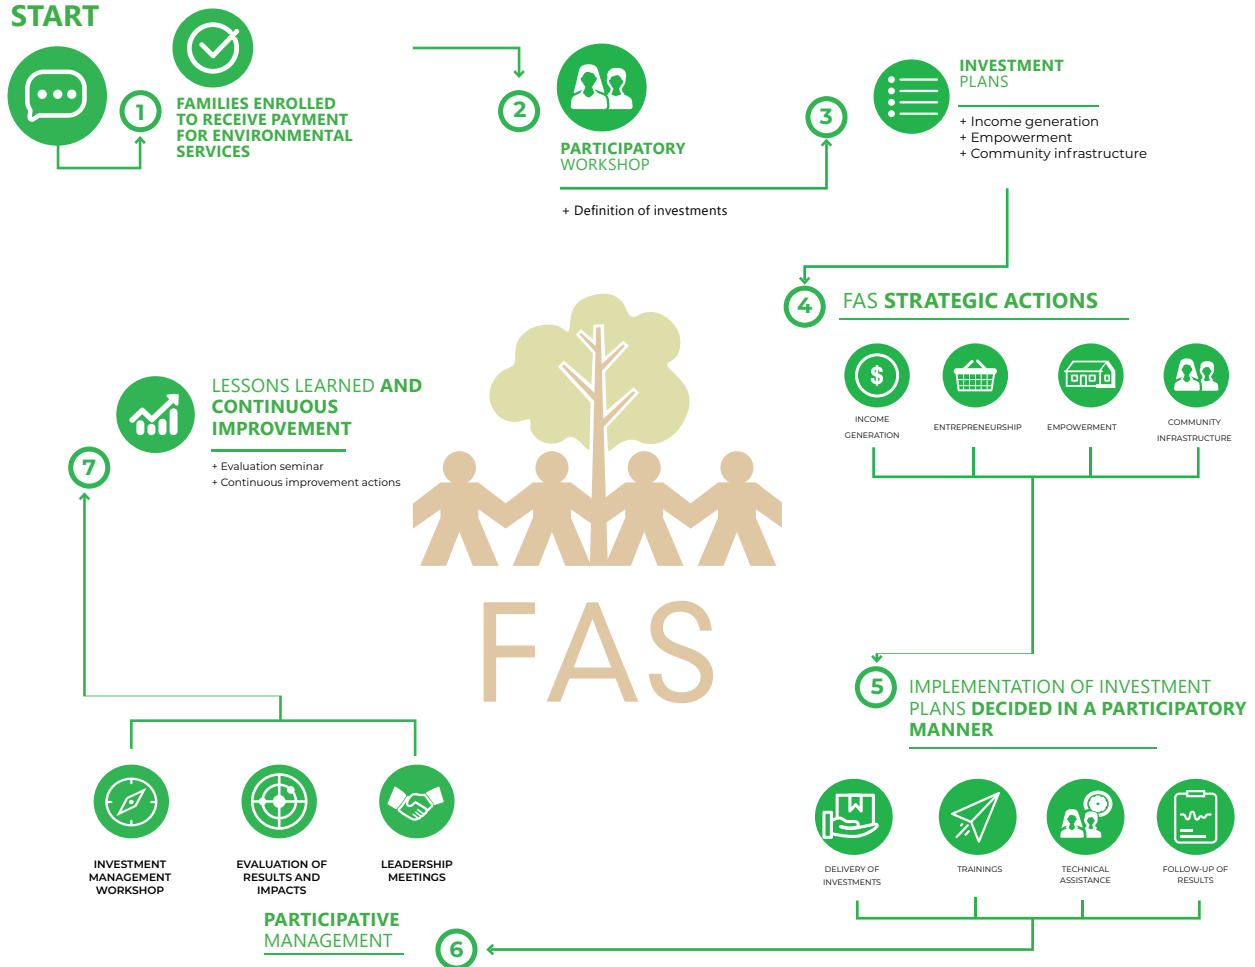 START
1
FAMILIES ENROLLED
TO RECEIVE PAYMENT
FOR ENVIRONMENTAL
SERVICES
2
PARTICIPATORY
WORKSHOP
+ Definition of investments
3
INVESTMENT
PLANS
+ Income generation
+ Empowerment
+ Community infrastructure
4
FAS STRATEGIC ACTIONS
$
INCOME
GENERATION
ENTREPRENEURSHIP
EMPOWERMENT
COMMUNITY
INFRASTRUCTURE
5
IMPLEMENTATION OF INVESTMENT
PLANS DECIDED IN A PARTICIPATORY
MANNER
DELIVERY OF
INVESTMENTS
TRAININGS
TECHNICAL
ASSISTANCE
FOLLOW-UP OF
RESULTS
6
PARTICIPATIVE
MANAGEMENT
INVESTMENT
MANAGEMENT
WORKSHOP
EVALUATION OF
RESULTS AND
IMPACTS
LEADERSHIP
MEETINGS
7
LESSONS LEARNED AND
CONTINUOUS
IMPROVEMENT
+ Evaluation seminar
+ Continuous improvement actions
FAS